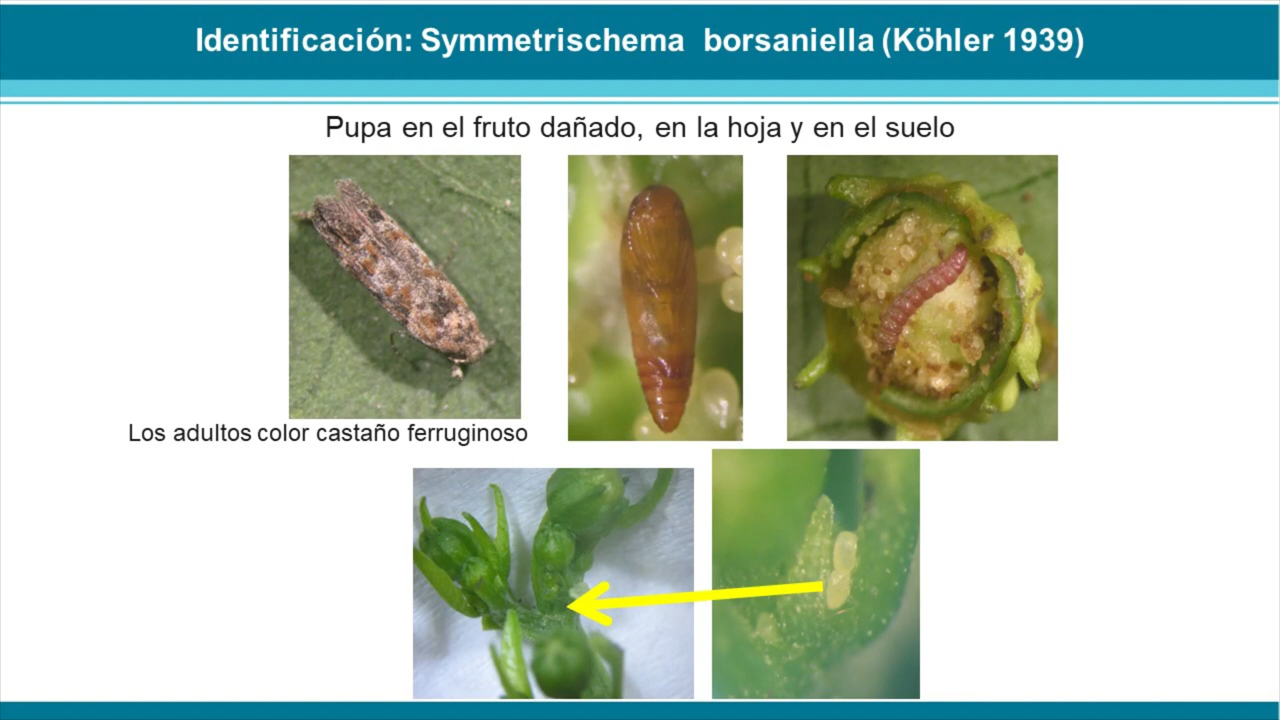 Identificación: Symmetrischema borsaniella (Köhler 1939)
Pupa en el fruto dañado, en la hoja y en el suelo
Los adultos color castaño ferruginoso